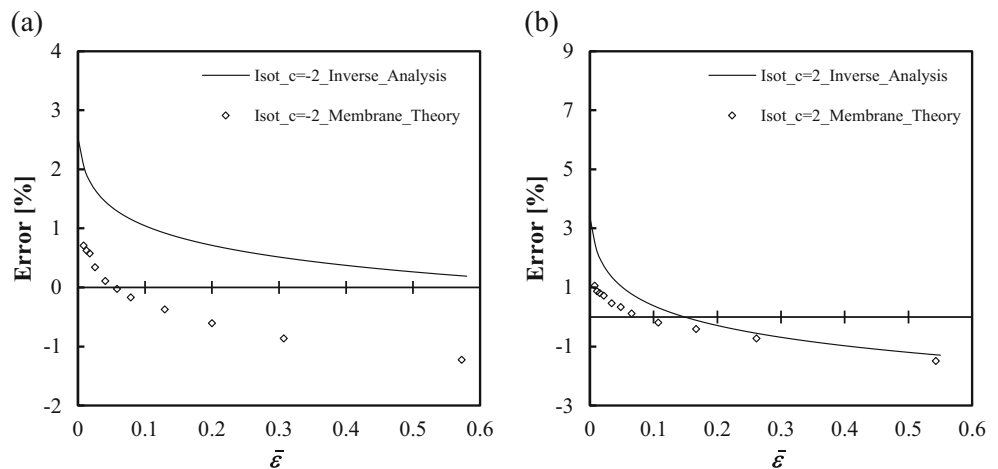 (a)
4
3
2
1
0
-1
-2
Error [%]
Isot_c=-2_Inverse_Analysis
Isot_c=-2_Membrane_Theory
0 0.1 0.2 0.3 0.4 0.5 0.6
ε̄
(b)
9
7
5
3
1
-1
-3
Error [%]
Isot_c=2_Inverse_Analysis
Isot_c=2_Membrane_Theory
0 0.1 0.2 0.3 0.4 0.5 0.6
ε̄